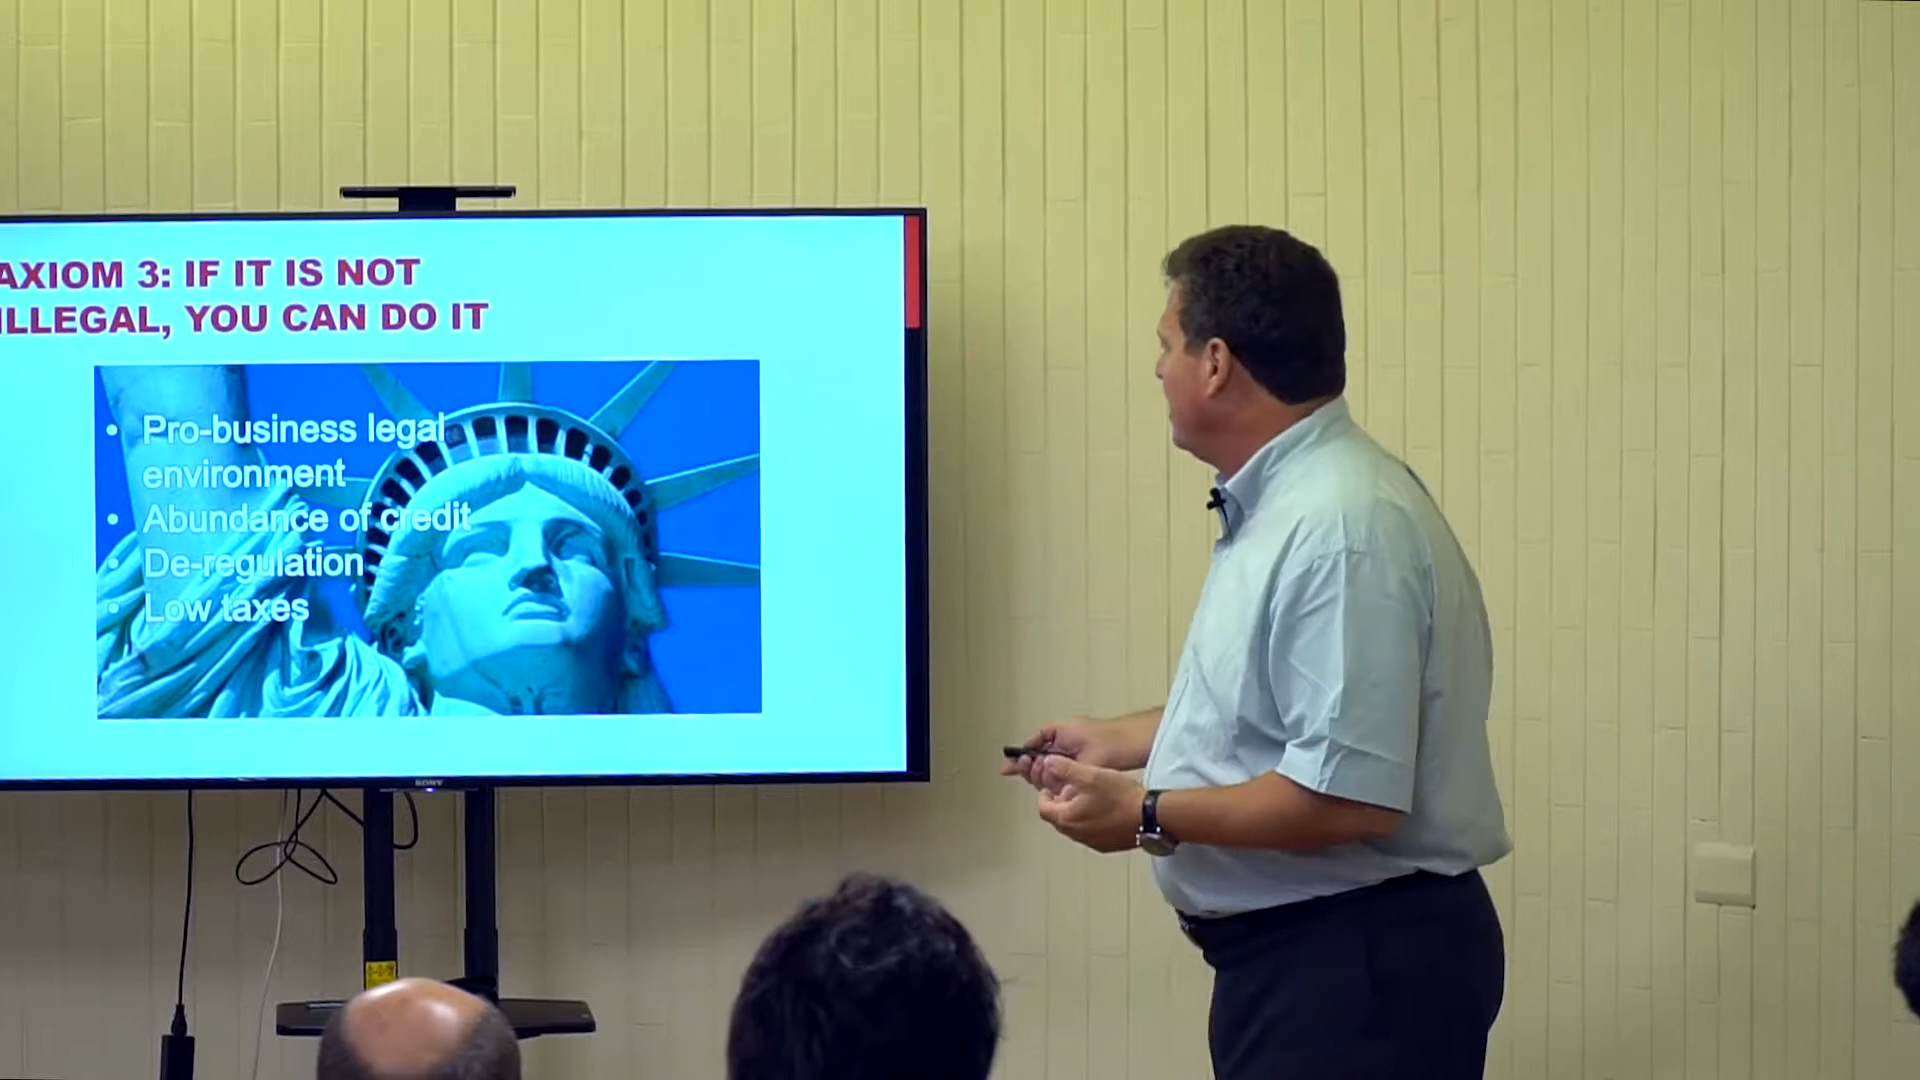 AXIOM 3: IF IT IS NOT
ILLEGAL, YOU CAN DO IT
• Pro-business legal
environment
• Abundance of credit
• De-regulation
• Low taxes
SONY